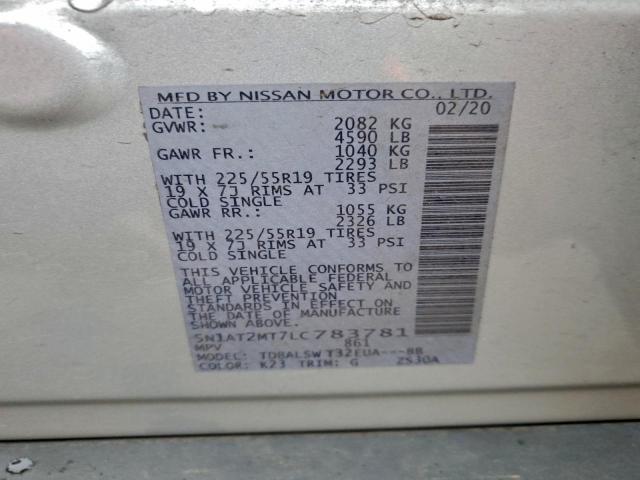 MFD BY NISSAN MOTOR CO., LTD.
DATE: 02/20
GVWR: 2082 KG
4590 LB
GAWR FR.: 1040 KG
2293 LB
WITH 225/55R19 TIRES
19 X 7J RIMS AT 33 PSI
COLD SINGLE
GAWR RR.: 1055 KG
2326 LB
WITH 225/55R19 TIRES
19 X 7J RIMS AT 33 PSI
COLD SINGLE
THIS VEHICLE CONFORMS TO
ALL APPLICABLE FEDERAL
MOTOR VEHICLE SAFETY AND
THEFT PREVENTION
STANDARDS IN EFFECT ON
THE DATE OF MANUFACTURE
SHOWN ABOVE.
5N1AT2MT7LC783781
MPV 861
MODEL: TDBALSW T32EUA---BB
COLOR: K23 TRIM: G 2S30A